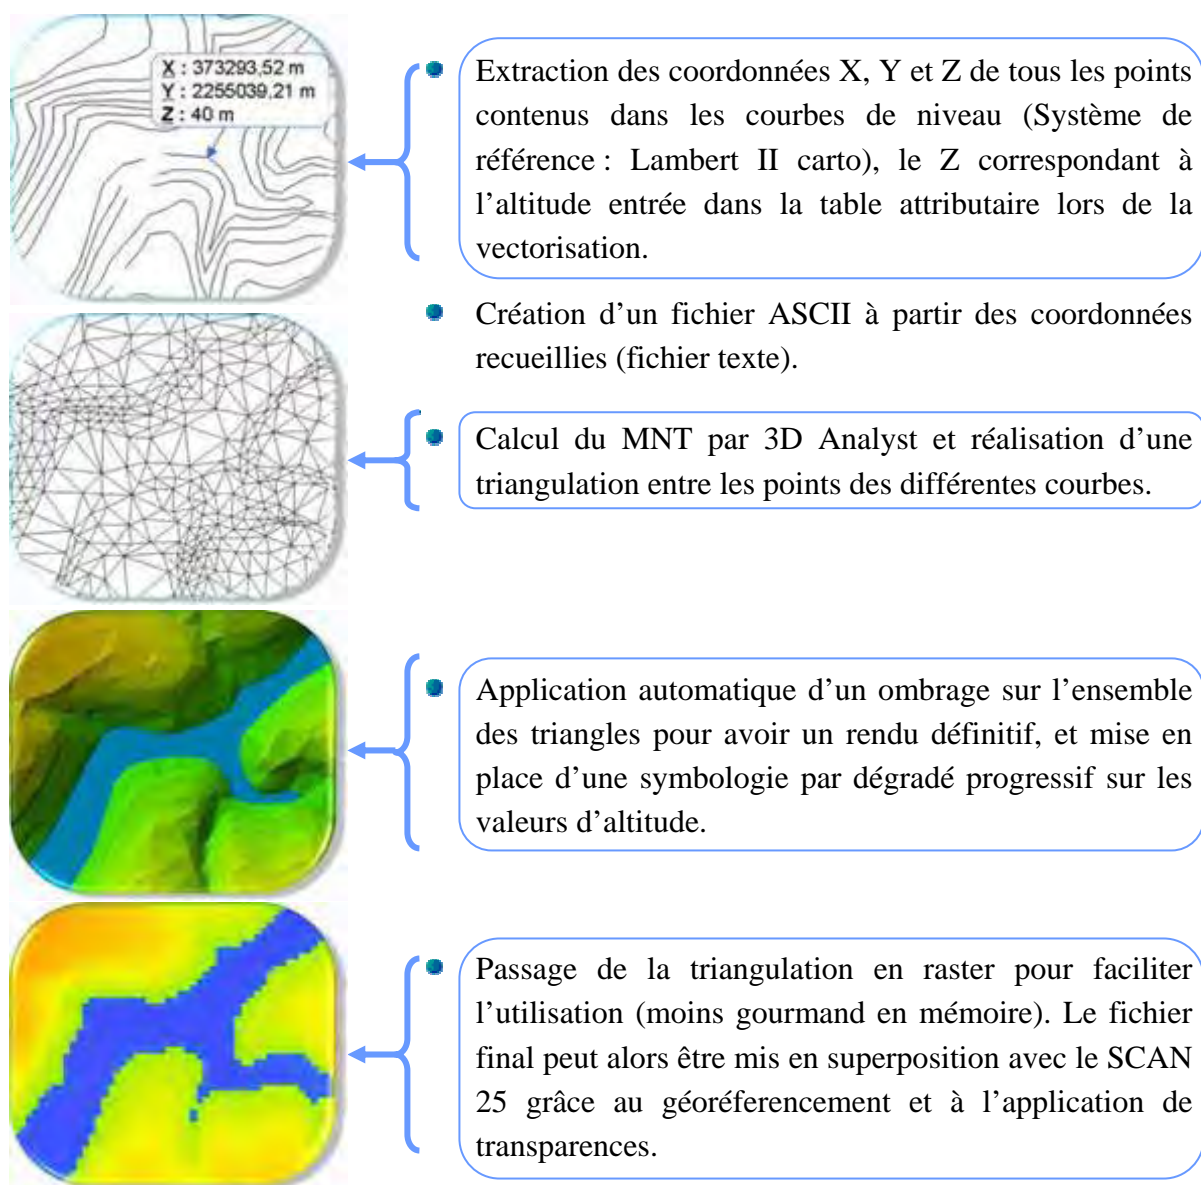 X : 373293,52 m
Y : 2255039,21 m
Z : 40 m
Extraction des coordonnées X, Y et Z de tous les points
contenus dans les courbes de niveau (Système de
référence : Lambert II carto), le Z correspondant à
l’altitude entrée dans la table attributaire lors de la
vectorisation.
Création d’un fichier ASCII à partir des coordonnées
recueillies (fichier texte).
Calcul du MNT par 3D Analyst et réalisation d’une
triangulation entre les points des différentes courbes.
Application automatique d’un ombrage sur l’ensemble
des triangles pour avoir un rendu définitif, et mise en
place d’une symbologie par dégradé progressif sur les
valeurs d’altitude.
Passage de la triangulation en raster pour faciliter
l’utilisation (moins gourmand en mémoire). Le fichier
final peut alors être mis en superposition avec le SCAN
25 grâce au géoréferencement et à l’application de
transparences.